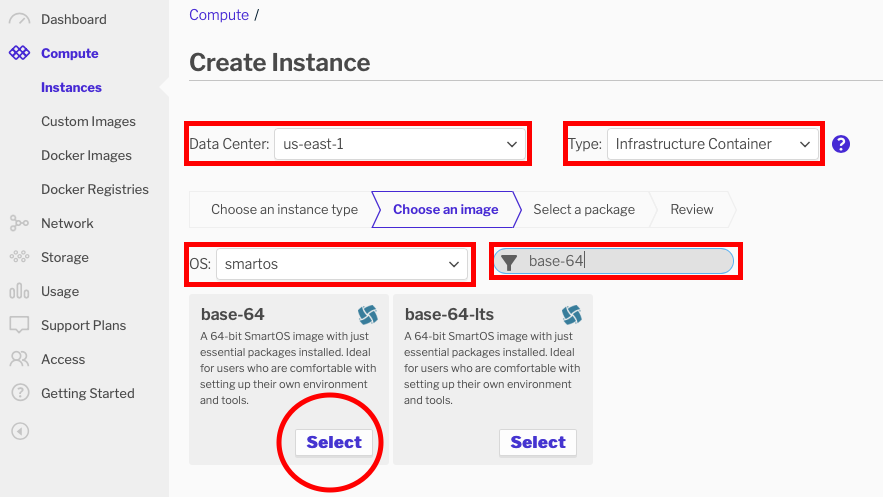 Dashboard
Compute
Instances
Custom Images
Docker Images
Docker Registries
Network
Storage
Usage
Support Plans
Access
Getting Started
Compute /
Create Instance
Data Center: us-east-1
Type: Infrastructure Container ?
Choose an instance type Choose an image Select a package Review
OS: smartos
base-64
base-64
A 64-bit SmartOS image with just
essential packages installed. Ideal
for users who are comfortable with
setting up their own environment
and tools.
Select
base-64-lts
A 64-bit SmartOS image with just
essential packages installed. Ideal
for users who are comfortable with
setting up their own environment
and tools.
Select